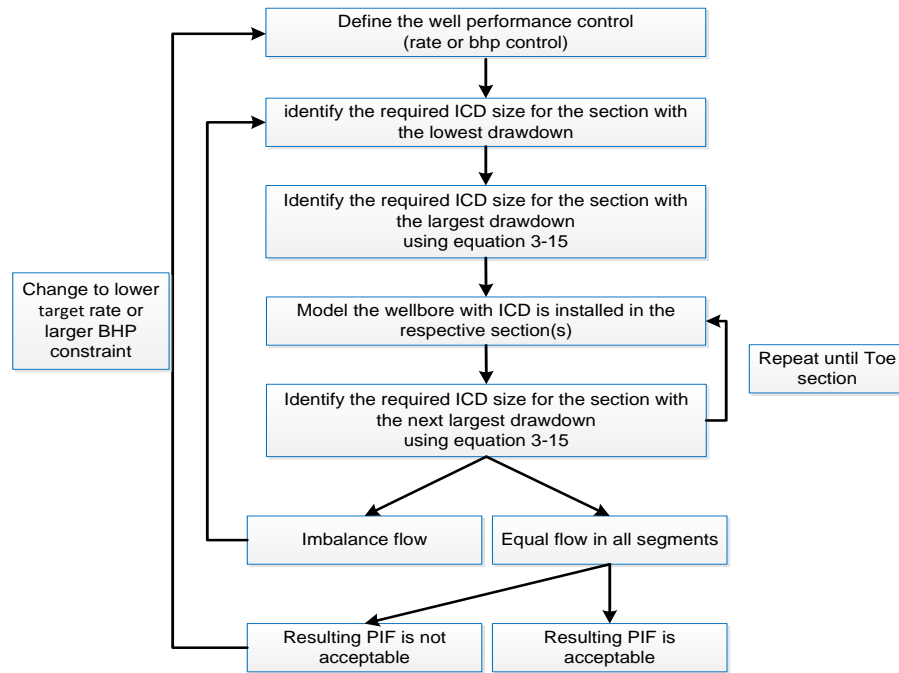 Define the well performance control
(rate or bhp control)
identify the required ICD size for the section with
the lowest drawdown
Identify the required ICD size for the section with
the largest drawdown
using equation 3-15
Change to lower
target rate or
larger BHP
constraint
Model the wellbore with ICD is installed in the
respective section(s)
Repeat until Toe
section
Identify the required ICD size for the section with
the next largest drawdown
using equation 3-15
Imbalance flow
Equal flow in all segments
Resulting PIF is not
acceptable
Resulting PIF is
acceptable